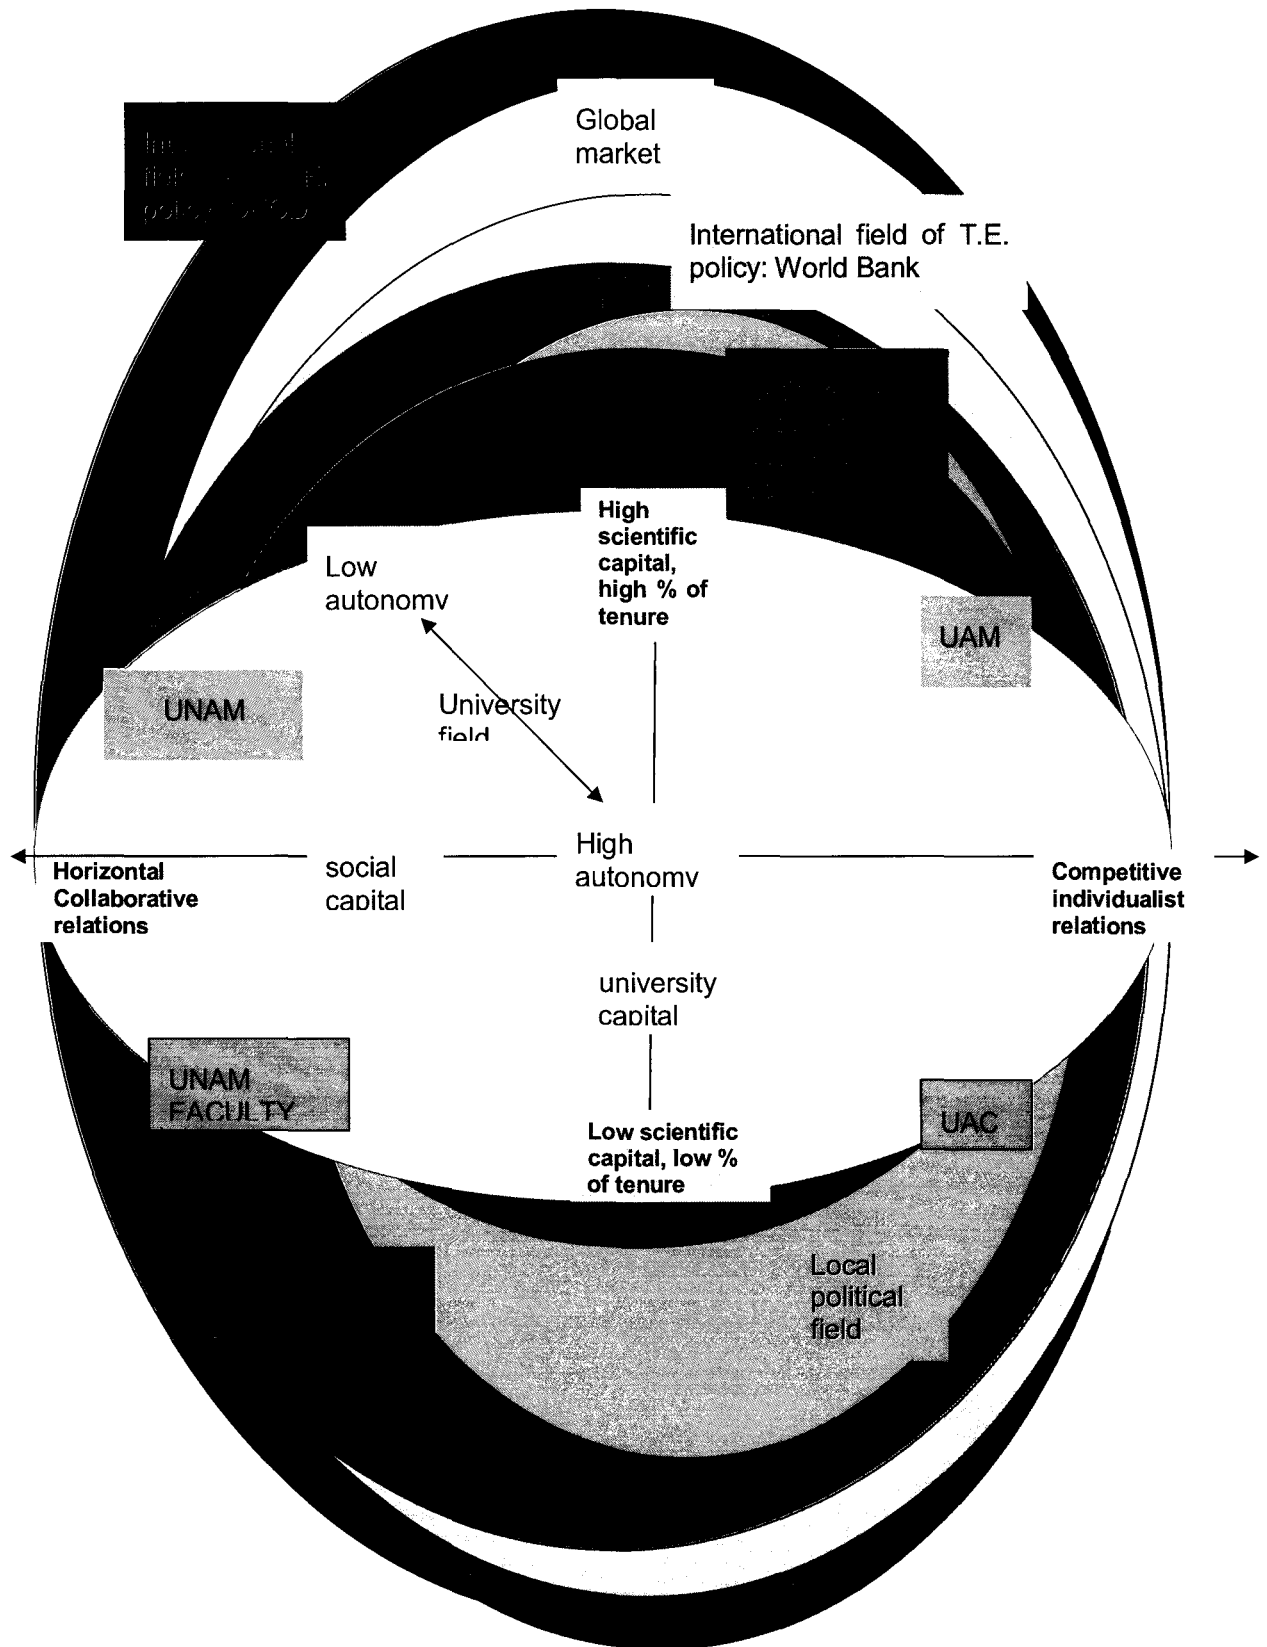 Global
market
International field of T.E.
policy: World Bank
High
scientific
capital,
high % of
tenure
Low
autonomy
UAM
UNAM
University
field
High
autonomy
social
capital
Horizontal
Collaborative
relations
Competitive
individualist
relations
university
capital
UNAM
FACULTY
UAC
Low scientific
capital, low %
of tenure
Local
political
field